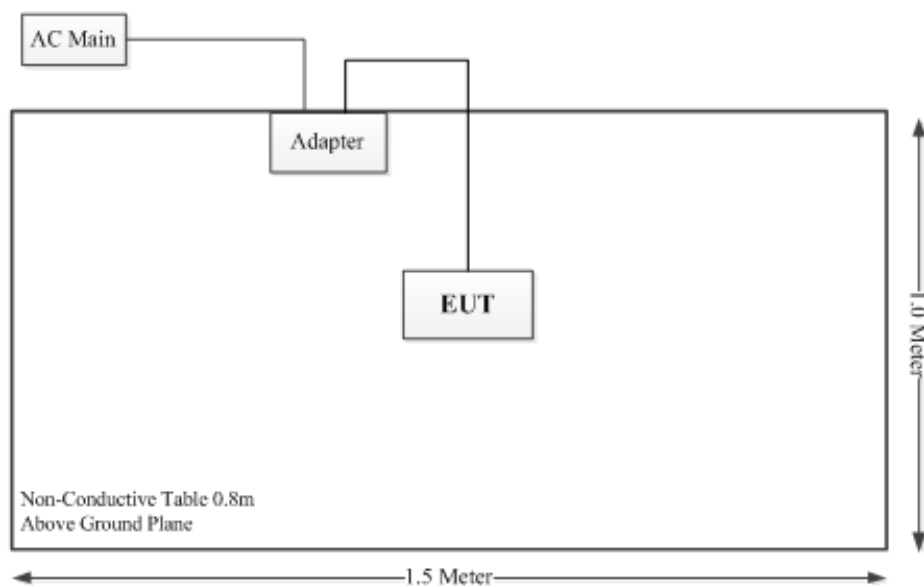 AC Main
Adapter
EUT
1.0 Meter
Non-Conductive Table 0.8m
Above Ground Plane
1.5 Meter